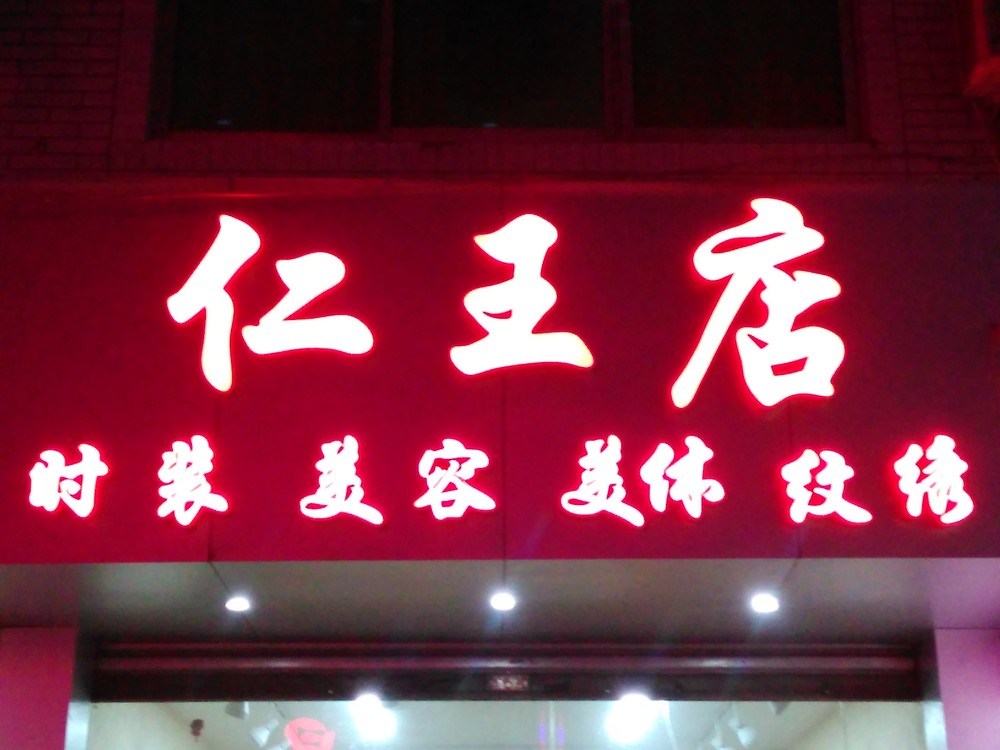 仁王店
时装 美容 美体 纹绣